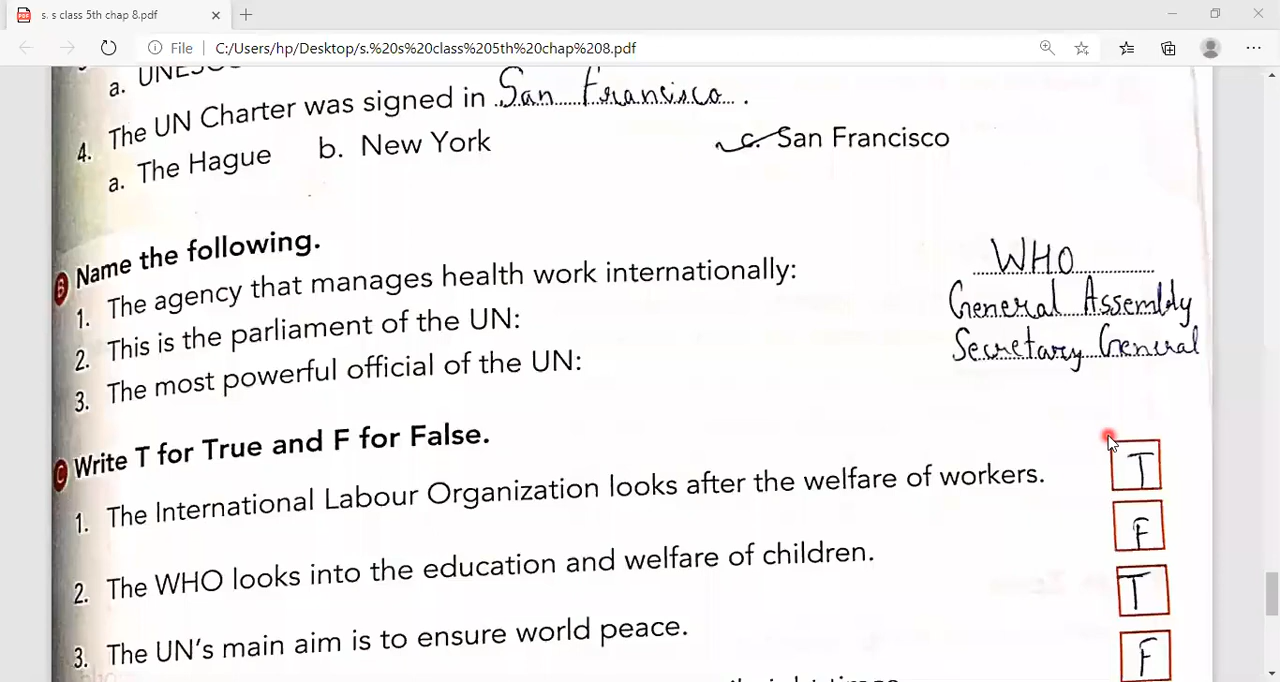 s. s class 5th chap 8.pdf
File | C:/Users/hp/Desktop/s.%20s%20class%205th%20chap%208.pdf
a. UNESCO
4. The UN Charter was signed in San Francisco.
a. The Hague b. New York c. San Francisco
B Name the following.
1. The agency that manages health work internationally: WHO
2. This is the parliament of the UN: General Assembly
3. The most powerful official of the UN: Secretary General
C Write T for True and F for False.
1. The International Labour Organization looks after the welfare of workers. T
2. The WHO looks into the education and welfare of children. F
3. The UN's main aim is to ensure world peace. T
F